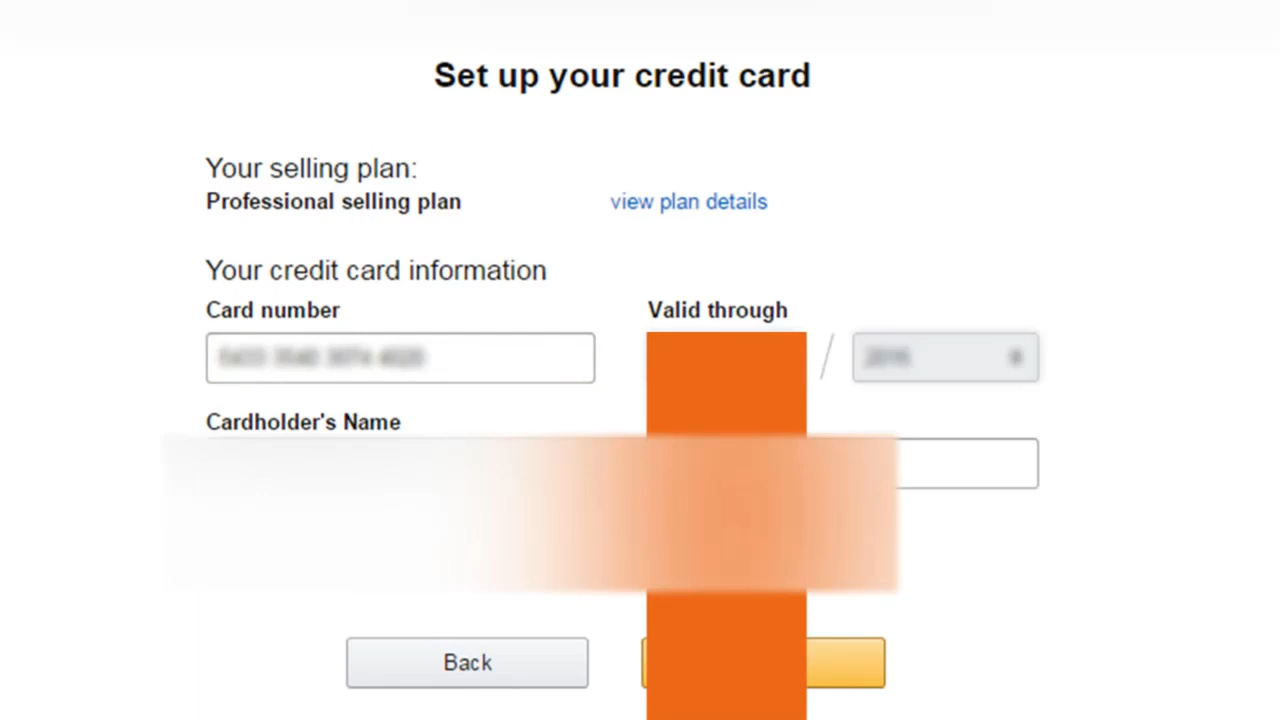 Set up your credit card
Your selling plan:
Professional selling plan
view plan details
Your credit card information
Card number
Valid through
/
Cardholder's Name
Back